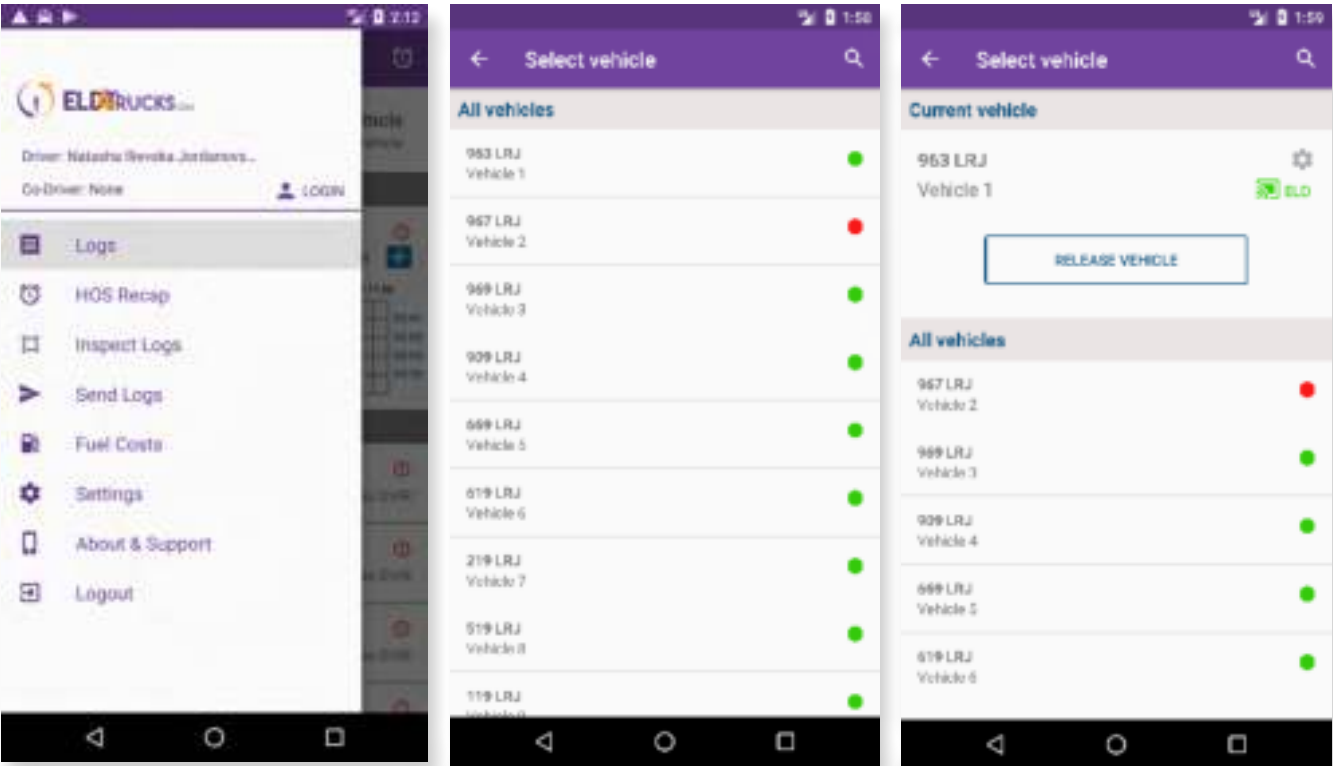 2:12
ELDTRUCKS
Driver: Natasha
Co-Driver: None
LOGIN
Logs
HOS Recap
Inspect Logs
Send Logs
Fuel Costs
Settings
About & Support
Logout
1:58
Select vehicle
All vehicles
963 LRJ
Vehicle 1
967 LRJ
Vehicle 2
969 LRJ
Vehicle 3
909 LRJ
Vehicle 4
669 LRJ
Vehicle 5
619 LRJ
Vehicle 6
219 LRJ
Vehicle 7
519 LRJ
Vehicle 8
119 LRJ
1:59
Select vehicle
Current vehicle
963 LRJ
Vehicle 1
ELD
RELEASE VEHICLE
All vehicles
967 LRJ
Vehicle 2
969 LRJ
Vehicle 3
909 LRJ
Vehicle 4
669 LRJ
Vehicle 5
619 LRJ
Vehicle 6